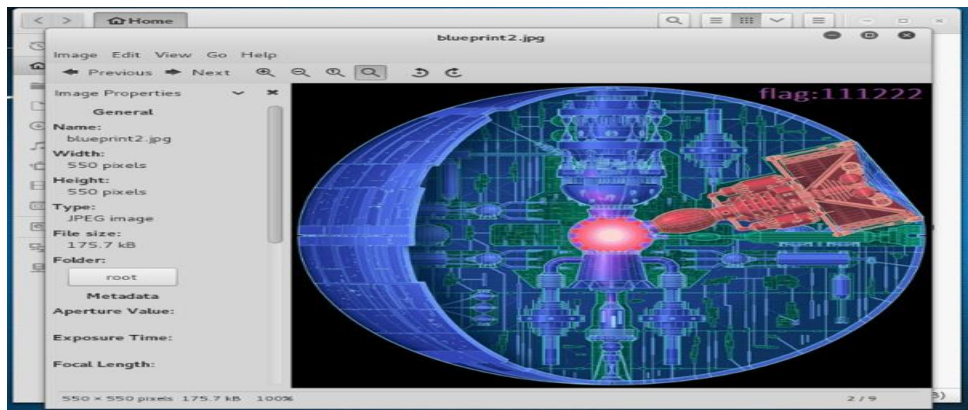 Home
blueprint2.jpg
Image Edit View Go Help
Previous Next
Image Properties
General
Name:
blueprint2.jpg
Width:
550 pixels
Height:
550 pixels
Type:
JPEG image
File size:
175.7 kB
Folder:
root
Metadata
Aperture Value:
Exposure Time:
Focal Length:
flag:111222
550 × 550 pixels 175.7 kB 100%
2 / 9